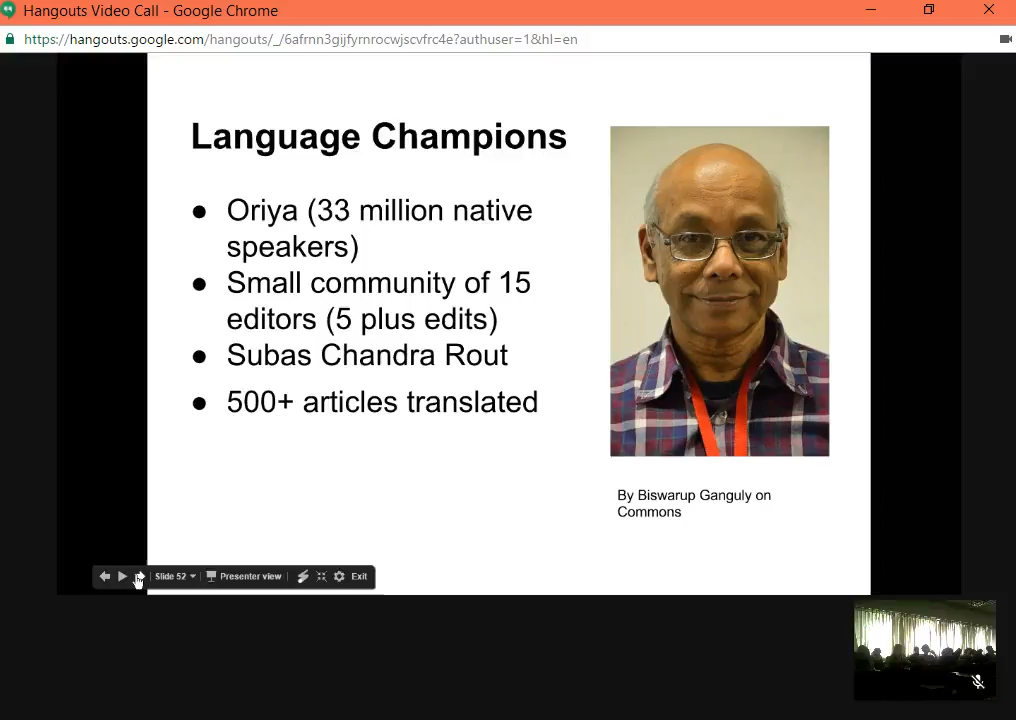 Hangouts Video Call - Google Chrome
https://hangouts.google.com/hangouts/_/6afrnn3gijfyrnrocwjscvfrc4e?authuser=1&hl=en
Language Champions
● Oriya (33 million native
speakers)
● Small community of 15
editors (5 plus edits)
● Subas Chandra Rout
● 500+ articles translated
By Biswarup Ganguly on
Commons
Slide 52 Presenter view Exit